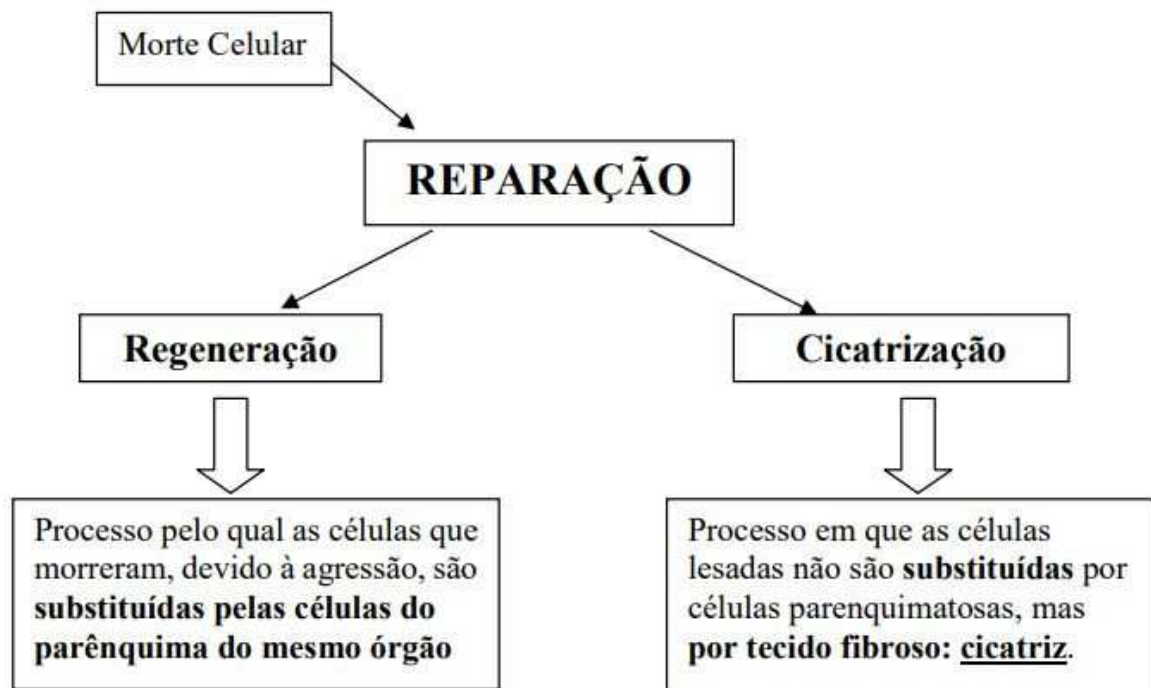 Morte Celular
REPARAÇÃO
Regeneração
Cicatrização
Processo pelo qual as células que
morreram, devido à agressão, são
substituídas pelas células do
parênquima do mesmo órgão
Processo em que as células
lesadas não são substituídas por
células parenquimatosas, mas
por tecido fibroso: cicatriz.